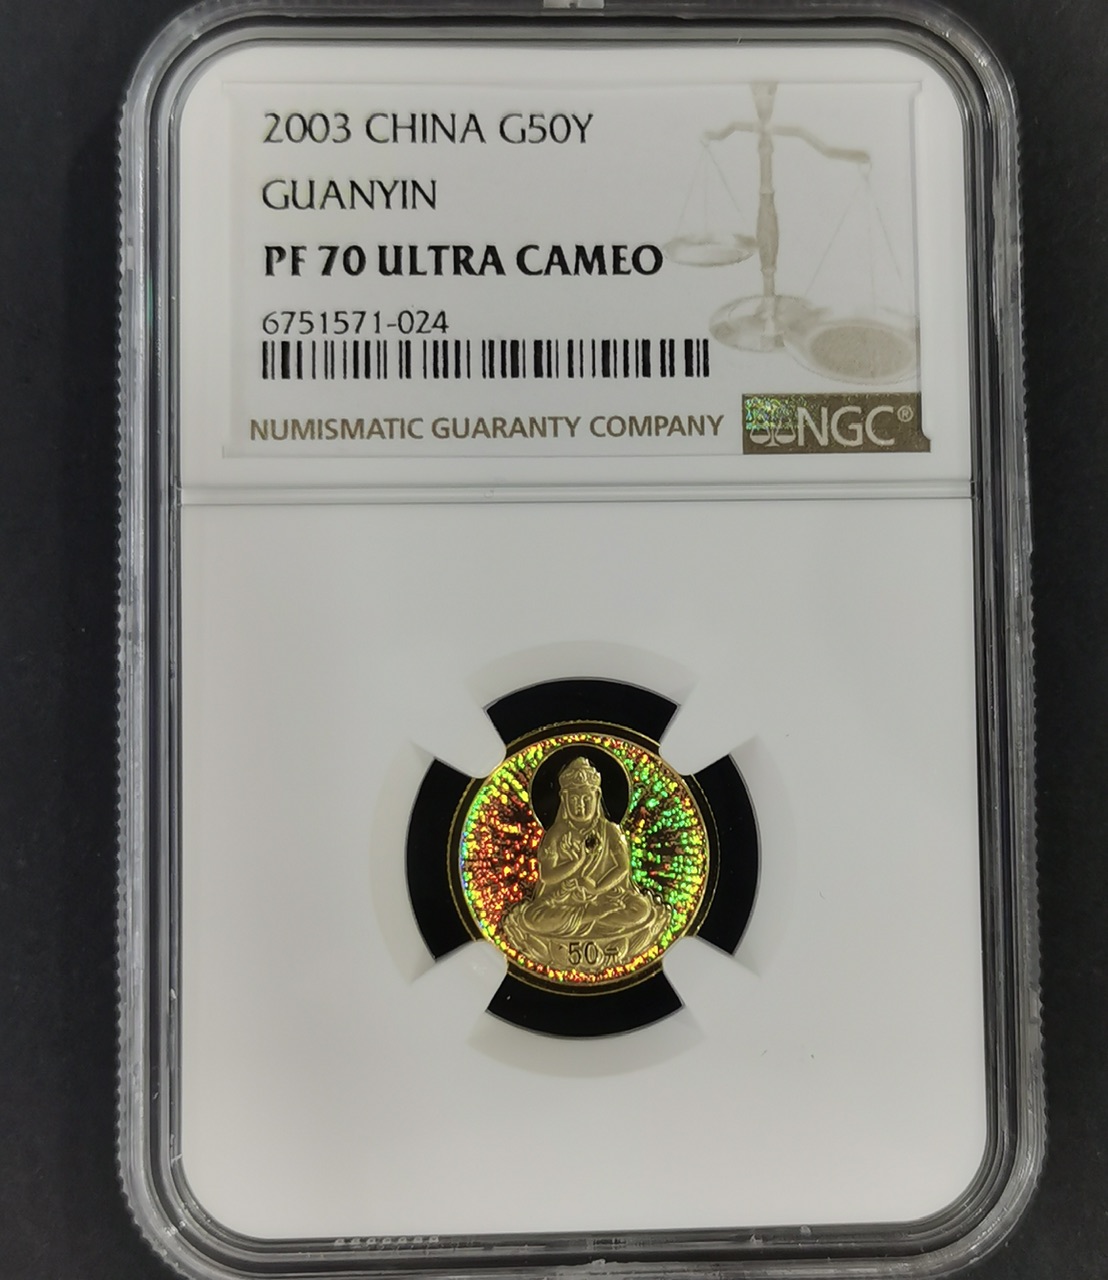 2003 CHINA G50Y
GUANYIN
PF 70 ULTRA CAMEO
6751571-024
NUMISMATIC GUARANTY COMPANY
NGC®
50元